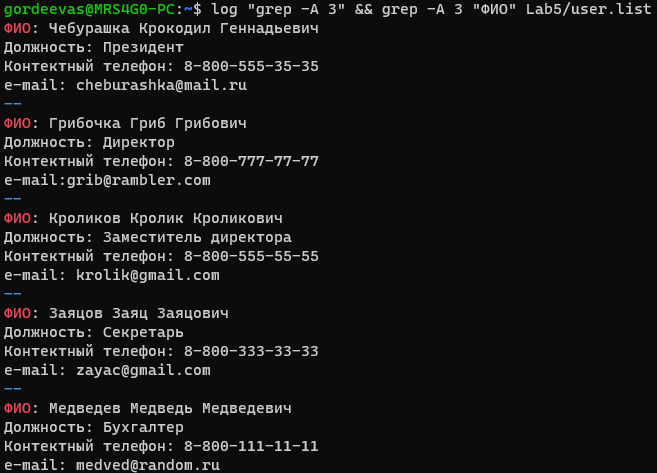 gordeevas@MRS4G0-PC:~$ log "grep -A 3" && grep -A 3 "ФИО" Lab5/user.list
ФИО: Чебурашка Крокодил Геннадьевич
Должность: Президент
Контектный телефон: 8-800-555-35-35
e-mail: cheburashka@mail.ru
--
ФИО: Грибочка Гриб Грибович
Должность: Директор
Контектный телефон: 8-800-777-77-77
e-mail:grib@rambler.com
--
ФИО: Кроликов Кролик Кроликович
Должность: Заместитель директора
Контектный телефон: 8-800-555-55-55
e-mail: krolik@gmail.com
--
ФИО: Заяцов Заяц Заяцович
Должность: Секретарь
Контектный телефон: 8-800-333-33-33
e-mail: zayac@gmail.com
--
ФИО: Медведев Медведь Медведевич
Должность: Бухгалтер
Контектный телефон: 8-800-111-11-11
e-mail: medved@random.ru